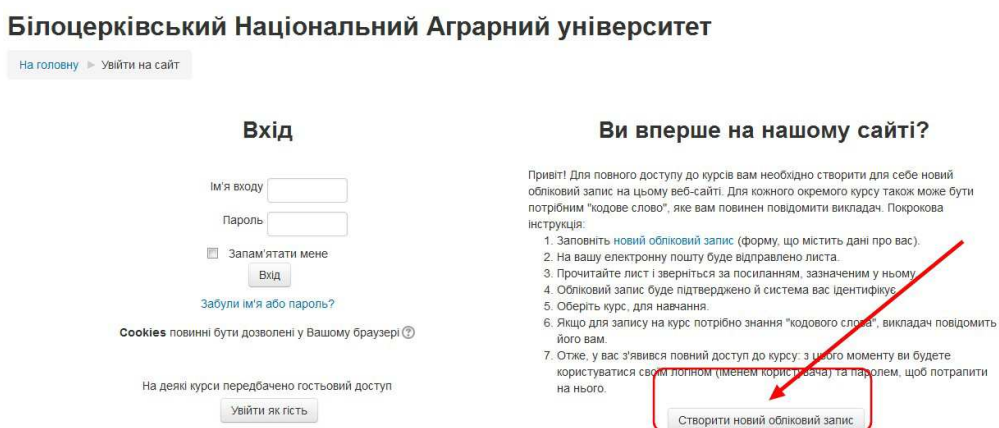 Білоцерківський Національний Аграрний університет
На головну ► Увійти на сайт
Вхід
Ім'я входу
Пароль
Запам'ятати мене
Вхід
Забули ім'я або пароль?
Cookies повинні бути дозволені у Вашому браузері ?
На деякі курси передбачено гостьовий доступ
Увійти як гість
Ви вперше на нашому сайті?
Привіт! Для повного доступу до курсів вам необхідно створити для себе новий
обліковий запис на цьому веб-сайті. Для кожного окремого курсу також може бути
потрібним "кодове слово", яке вам повинен повідомити викладач. Покрокова
інструкція:
1. Заповніть новий обліковий запис (форму, що містить дані про вас).
2. На вашу електронну пошту буде відправлено листа.
3. Прочитайте лист і зверніться за посиланням, зазначеним у ньому.
4. Обліковий запис буде підтверджено й система вас ідентифікує.
5. Оберіть курс, для навчання.
6. Якщо для запису на курс потрібно знання "кодового слова", викладач повідомить
його вам.
7. Отже, у вас з'явився повний доступ до курсу: з цього моменту ви будете
користуватися своїм логіном (іменем користувача) та паролем, щоб потрапити
на нього.
Створити новий обліковий запис